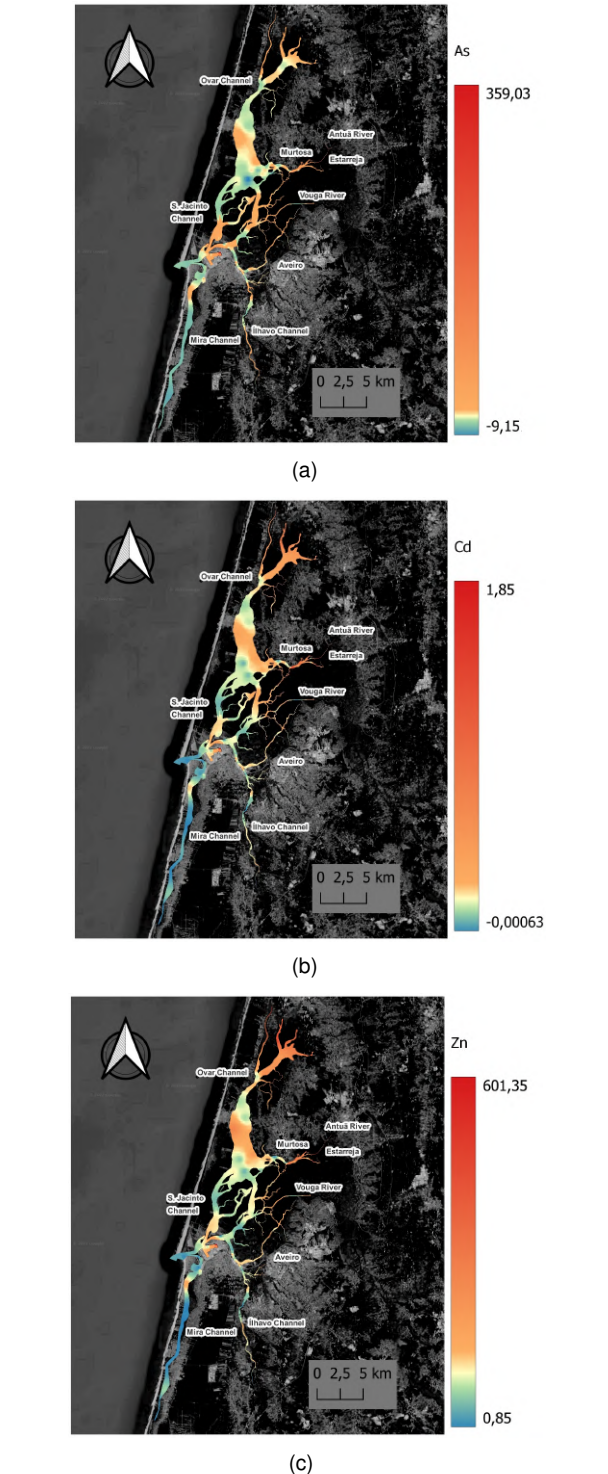 As
359,03
Ovar Channel
Antuã River
Murtosa
Estarreja
Vouga River
S. Jacinto
Channel
Aveiro
Mira Channel
Ílhavo Channel
0 2,5 5 km
-9,15
(a)
Cd
1,85
Ovar Channel
Antuã River
Murtosa
Estarreja
Vouga River
S. Jacinto
Channel
Aveiro
Mira Channel
Ílhavo Channel
0 2,5 5 km
-0,00063
(b)
Zn
601,35
Ovar Channel
Antuã River
Murtosa
Estarreja
Vouga River
S. Jacinto
Channel
Aveiro
Mira Channel
Ílhavo Channel
0 2,5 5 km
0,85
(c)